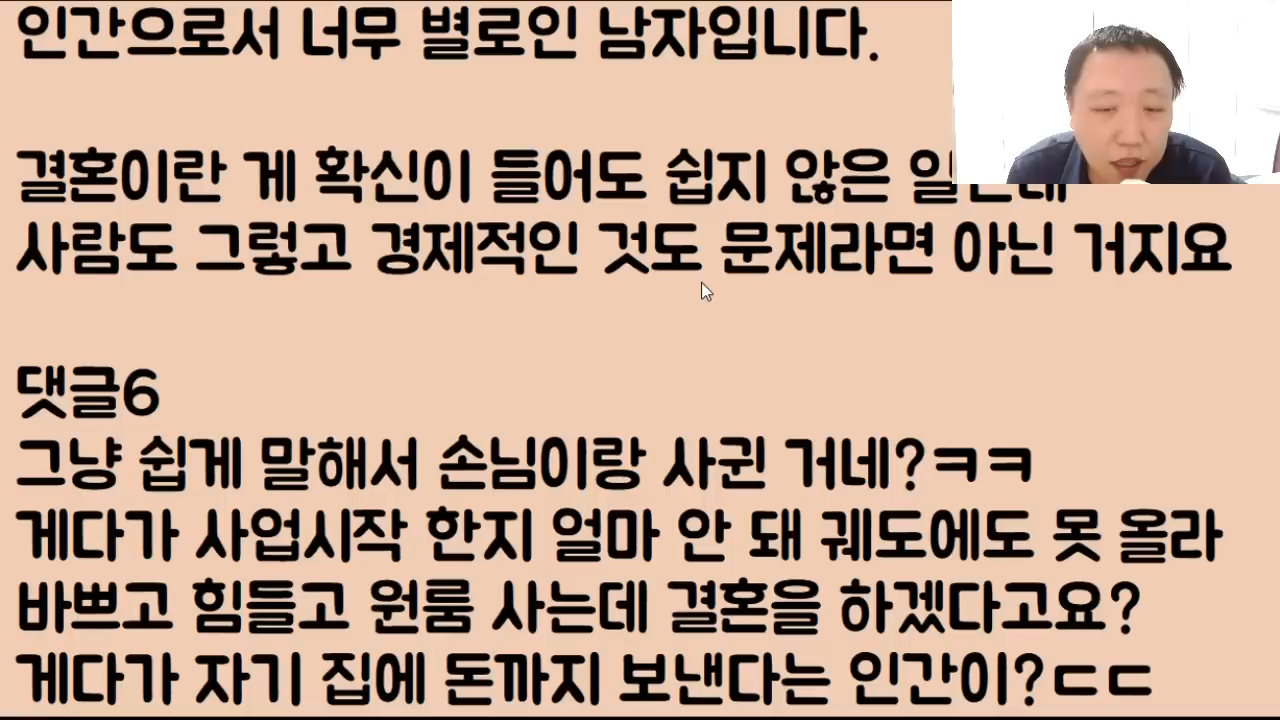 인간으로서 너무 별로인 남자입니다.
결혼이란 게 확신이 들어도 쉽지 않은 일인데
사람도 그렇고 경제적인 것도 문제라면 아닌 거지요
댓글6
그냥 쉽게 말해서 손님이랑 사귄 거네?ㅋㅋ
게다가 사업시작 한지 얼마 안 돼 궤도에도 못 올라
바쁘고 힘들고 원룸 사는데 결혼을 하겠다고요?
게다가 자기 집에 돈까지 보낸다는 인간이?ㄷㄷ